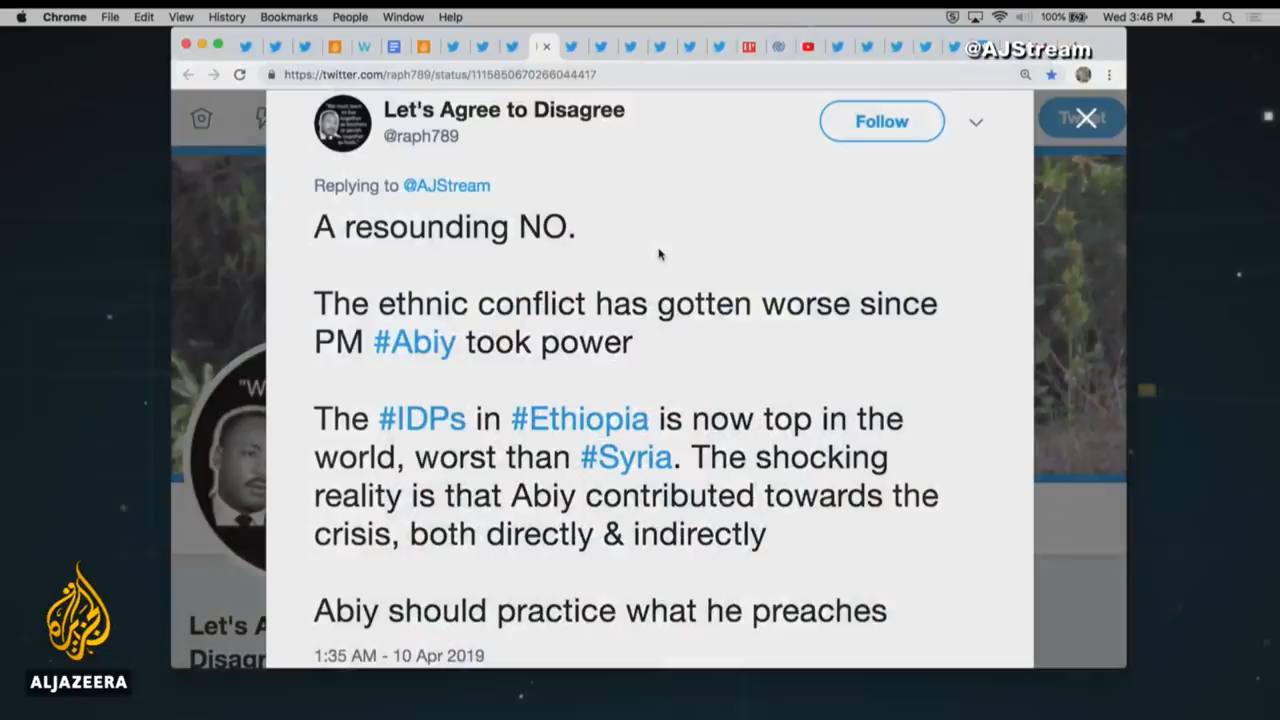 Chrome File Edit View History Bookmarks People Window Help 100% Wed 3:46 PM
@AJStream
https://twitter.com/raph789/status/1115850670266044417
Let's Agree to Disagree
@raph789
Follow
Tweet
Replying to @AJStream
A resounding NO.
The ethnic conflict has gotten worse since
PM #Abiy took power
The #IDPs in #Ethiopia is now top in the
world, worst than #Syria. The shocking
reality is that Abiy contributed towards the
crisis, both directly & indirectly
Abiy should practice what he preaches
1:35 AM - 10 Apr 2019
"W
Let's A
Disagr
الجزيرة
ALJAZEERA